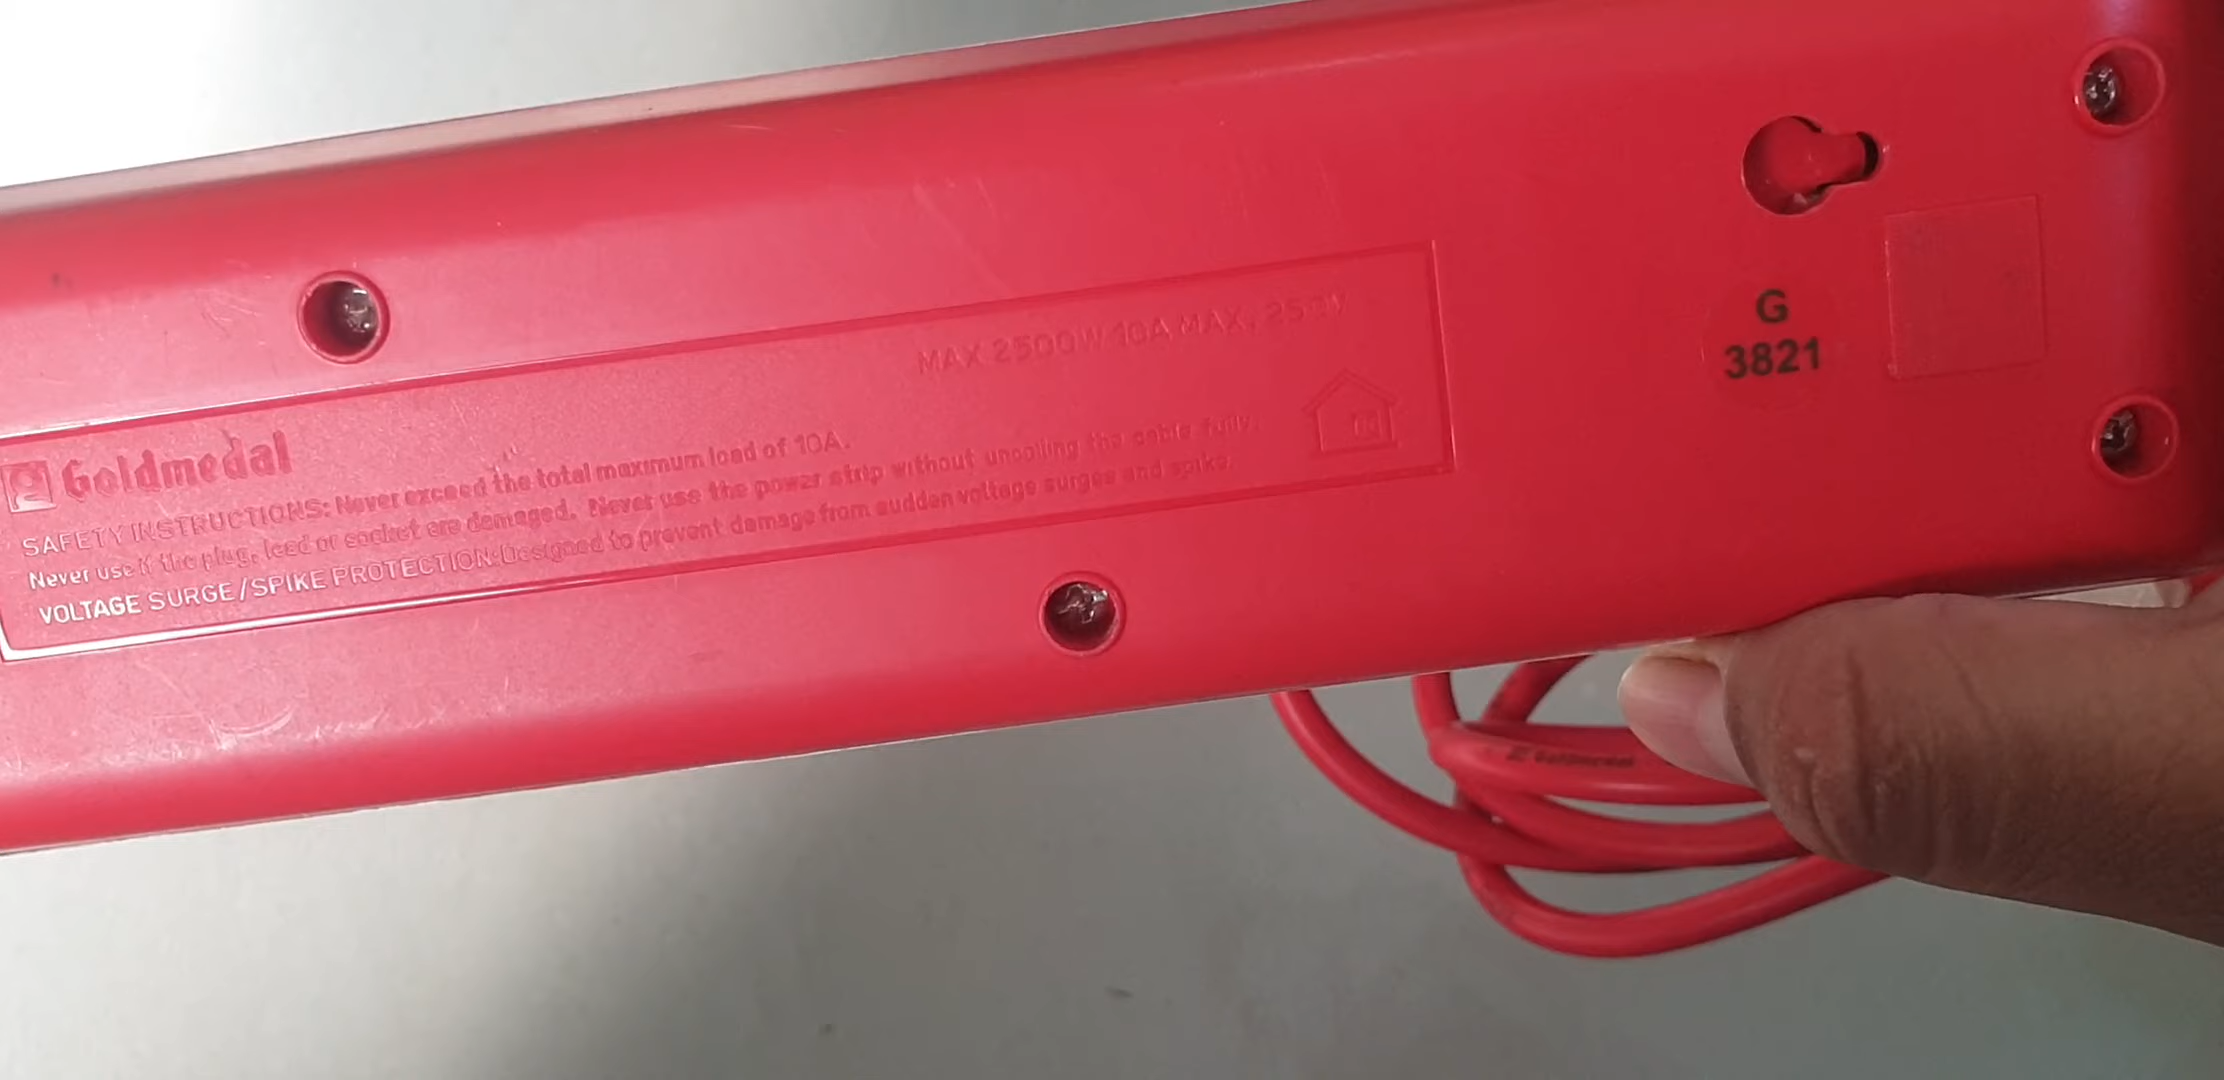 MAX 2500W 10A MAX. 250V
Goldmedal
SAFETY INSTRUCTIONS: Never exceed the total maximum load of 10A.
Never use if the plug, lead or socket are damaged. Never use the power strip without uncoiling the cable fully.
VOLTAGE SURGE/SPIKE PROTECTION: Designed to prevent damage from sudden voltage surges and spike.
G
3821
Goldmedal